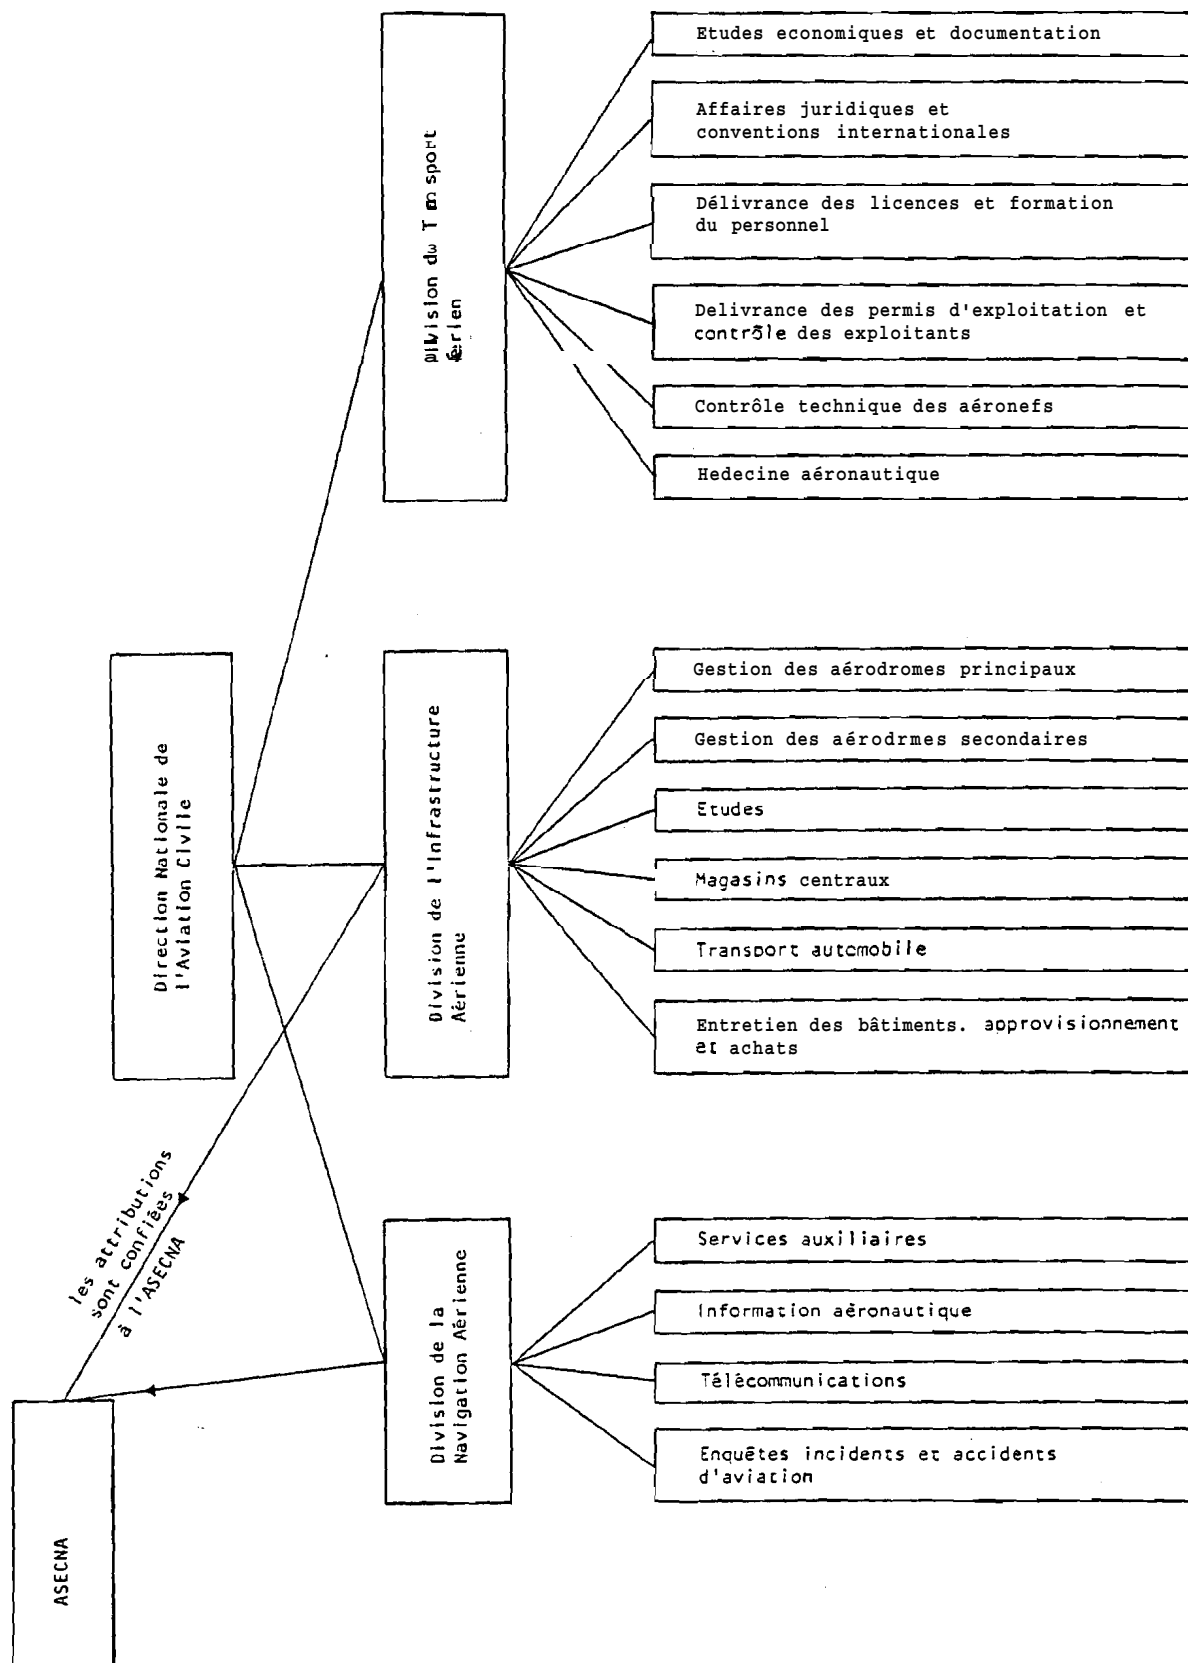 Etudes economiques et documentation
Affaires juridiques et
conventions internationales
Délivrance des licences et formation
du personnel
Delivrance des permis d'exploitation et
contrôle des exploitants
Contrôle technique des aéronefs
Hedecine aéronautique
Division du
érien
Direction Nationale de
l'Aviation Civile
Division de l'Infrastructure
Aérienne
Gestion des aérodromes principaux
Gestion des aérodrmes secondaires
Etudes
Magasins centraux
Transport automobile
Entretien des bâtiments. approvisionnement
et achats
les attributions
sont confiées
à l'ASECNA
Division de la
Navigation Aérienne
Services auxiliaires
Information aéronautique
Télécommunications
Enquêtes incidents et accidents
d'aviation
ASECNA